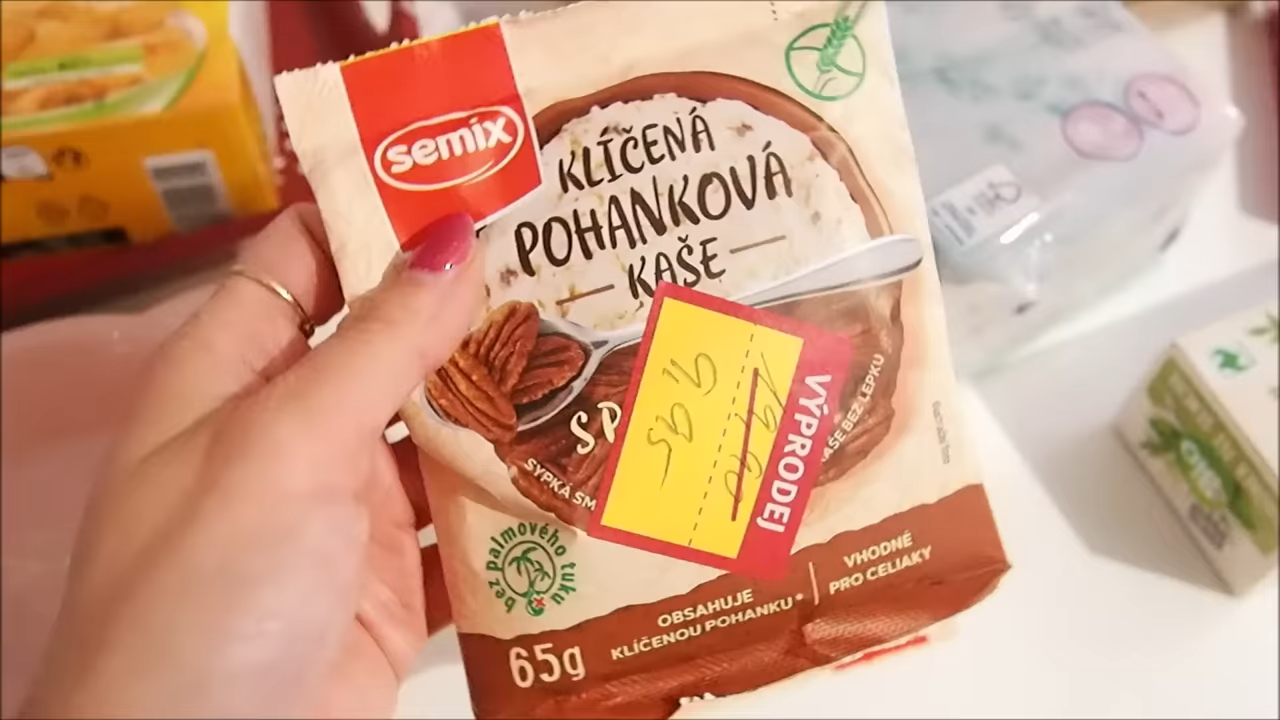 semix
KLÍČENÁ
POHANKOVÁ
KAŠE
SP
SYPKÁ SM
AŠE BEZ LEPKU
VÝPRODEJ
bez palmového tuku
OBSAHUJE
KLÍČENOU POHANKU*
VHODNÉ
PRO CELIAKY
65g